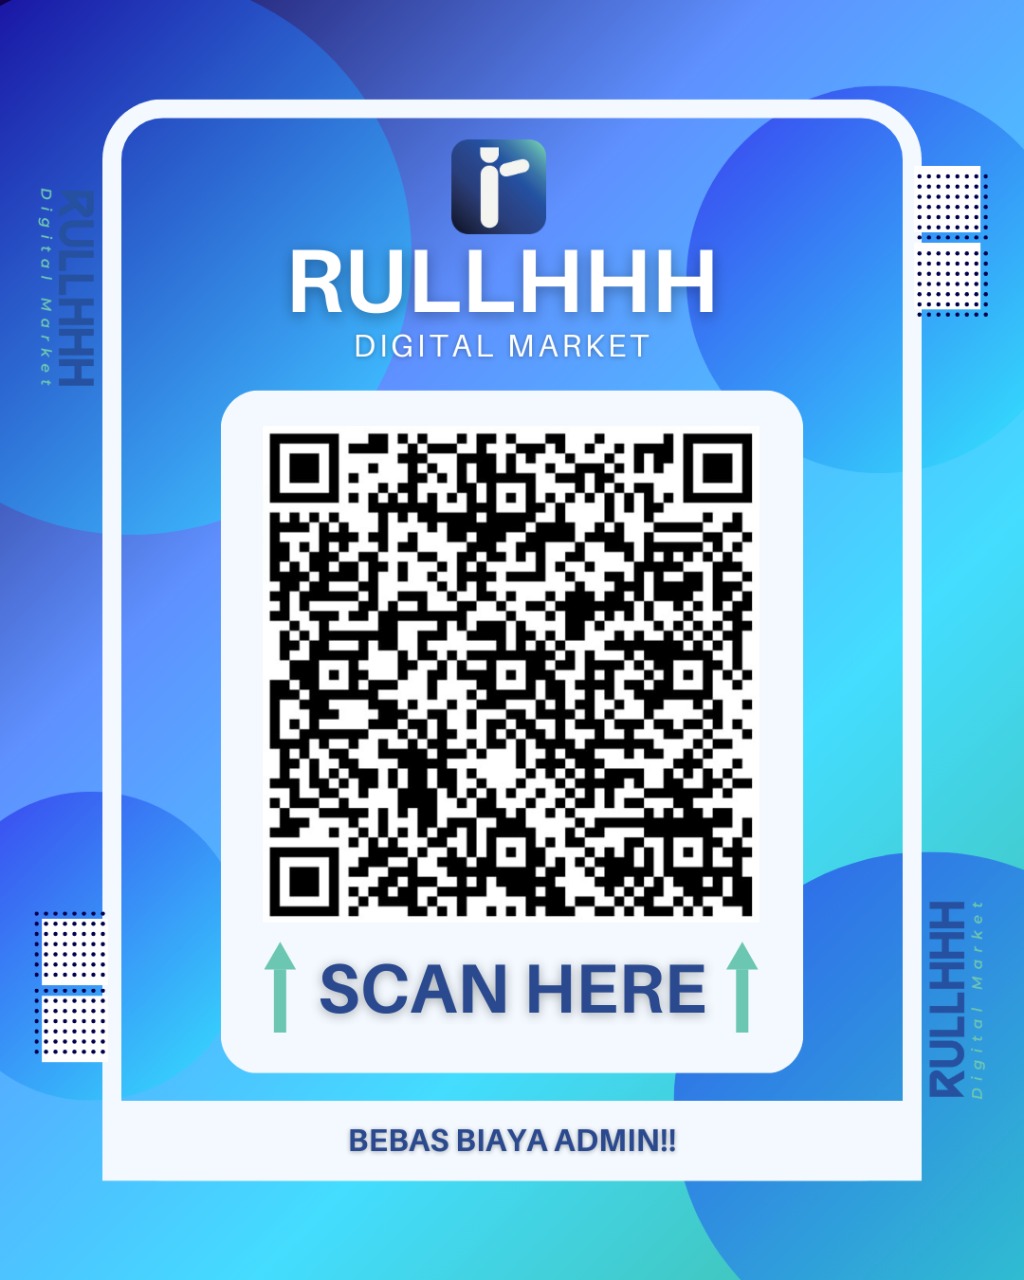 RULLHHH
DIGITAL MARKET
RULLHHH
Digital Market
SCAN HERE
RULLHHH
Digital Market
BEBAS BIAYA ADMIN!!